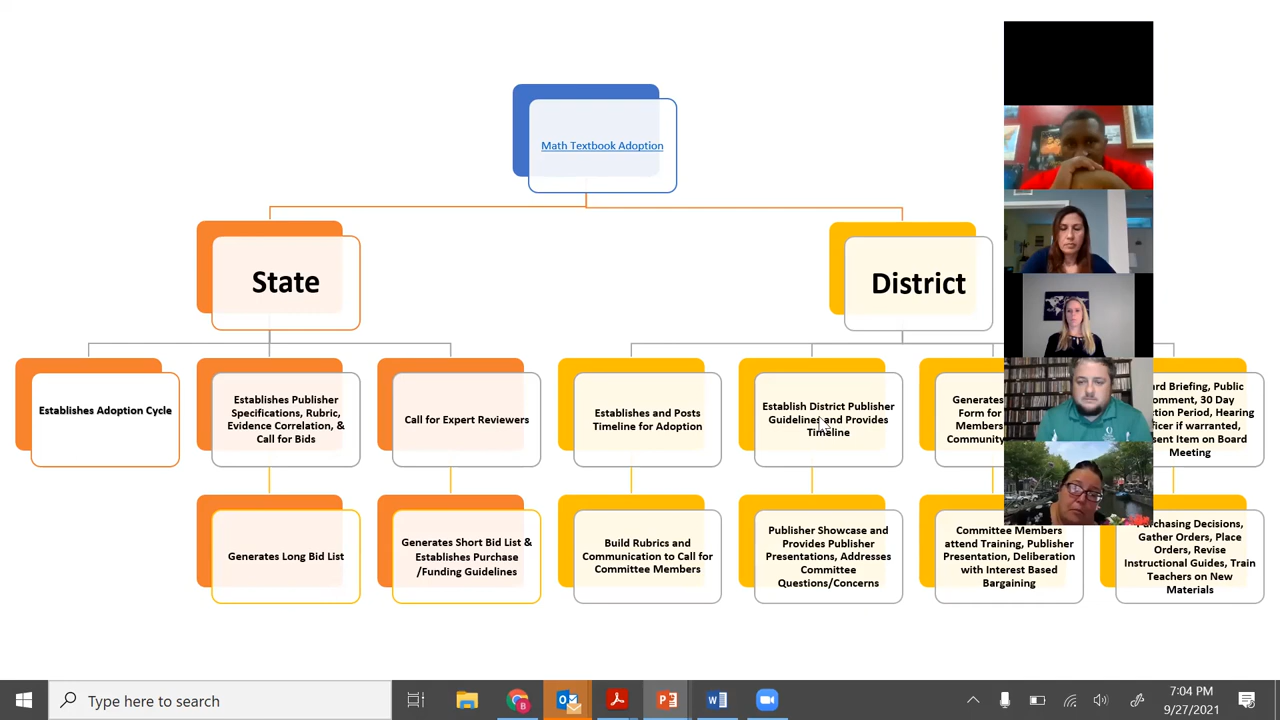 Math Textbook Adoption
State
District
Establishes Adoption Cycle
Establishes Publisher
Specifications, Rubric,
Evidence Correlation, &
Call for Bids
Call for Expert Reviewers
Establishes and Posts
Timeline for Adoption
Establish District Publisher
Guidelines and Provides
Timeline
Generates
Form for
Members
Community
Briefing, Public
30 Day
Period, Hearing
if warranted,
Item on Board
Meeting
Generates Long Bid List
Generates Short Bid List &
Establishes Purchase
/Funding Guidelines
Build Rubrics and
Communication to Call for
Committee Members
Publisher Showcase and
Provides Publisher
Presentations, Addresses
Committee
Questions/Concerns
Committee Members
attend Training, Publisher
Presentation, Deliberation
with Interest Based
Bargaining
Purchasing Decisions,
Gather Orders, Place
Orders, Revise
Instructional Guides, Train
Teachers on New
Materials
Type here to search
7:04 PM
9/27/2021